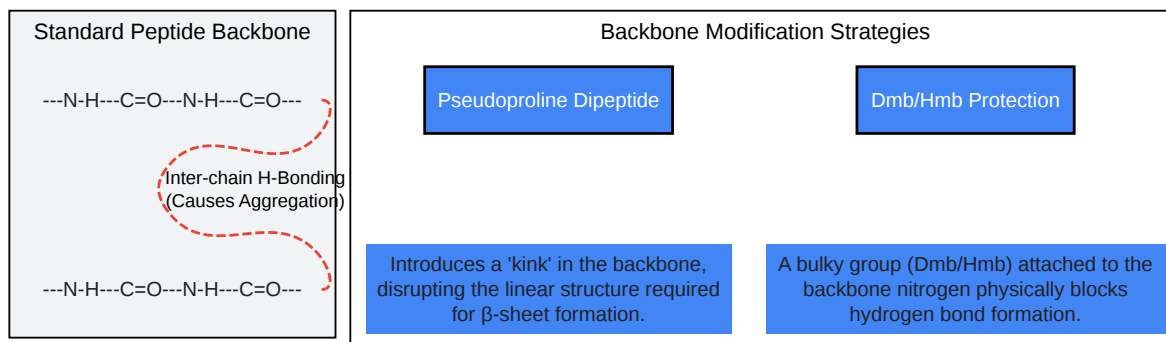 Standard Peptide Backbone
---N-H---C=O---N-H---C=O---
Inter-chain H-Bonding
(Causes Aggregation)
---N-H---C=O---N-H---C=O---
Backbone Modification Strategies
Pseudoproline Dipeptide
Dmb/Hmb Protection
Introduces a 'kink' in the backbone,
disrupting the linear structure required
for β-sheet formation.
A bulky group (Dmb/Hmb) attached to the
backbone nitrogen physically blocks
hydrogen bond formation.